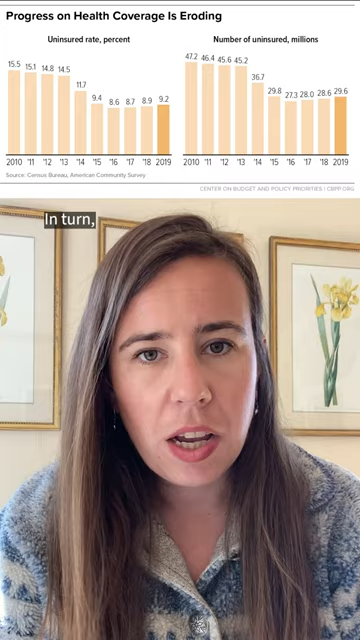 Progress on Health Coverage Is Eroding
Uninsured rate, percent
15.5 15.1 14.8 14.5 11.7 9.4 8.6 8.7 8.9 9.2
2010 '11 '12 '13 '14 '15 '16 '17 '18 2019
Number of uninsured, millions
47.2 46.4 45.6 45.2 36.7 29.8 27.3 28.0 28.6 29.6
2010 '11 '12 '13 '14 '15 '16 '17 '18 2019
Source: Census Bureau, American Community Survey
CENTER ON BUDGET AND POLICY PRIORITIES | CBPP.ORG
In turn,